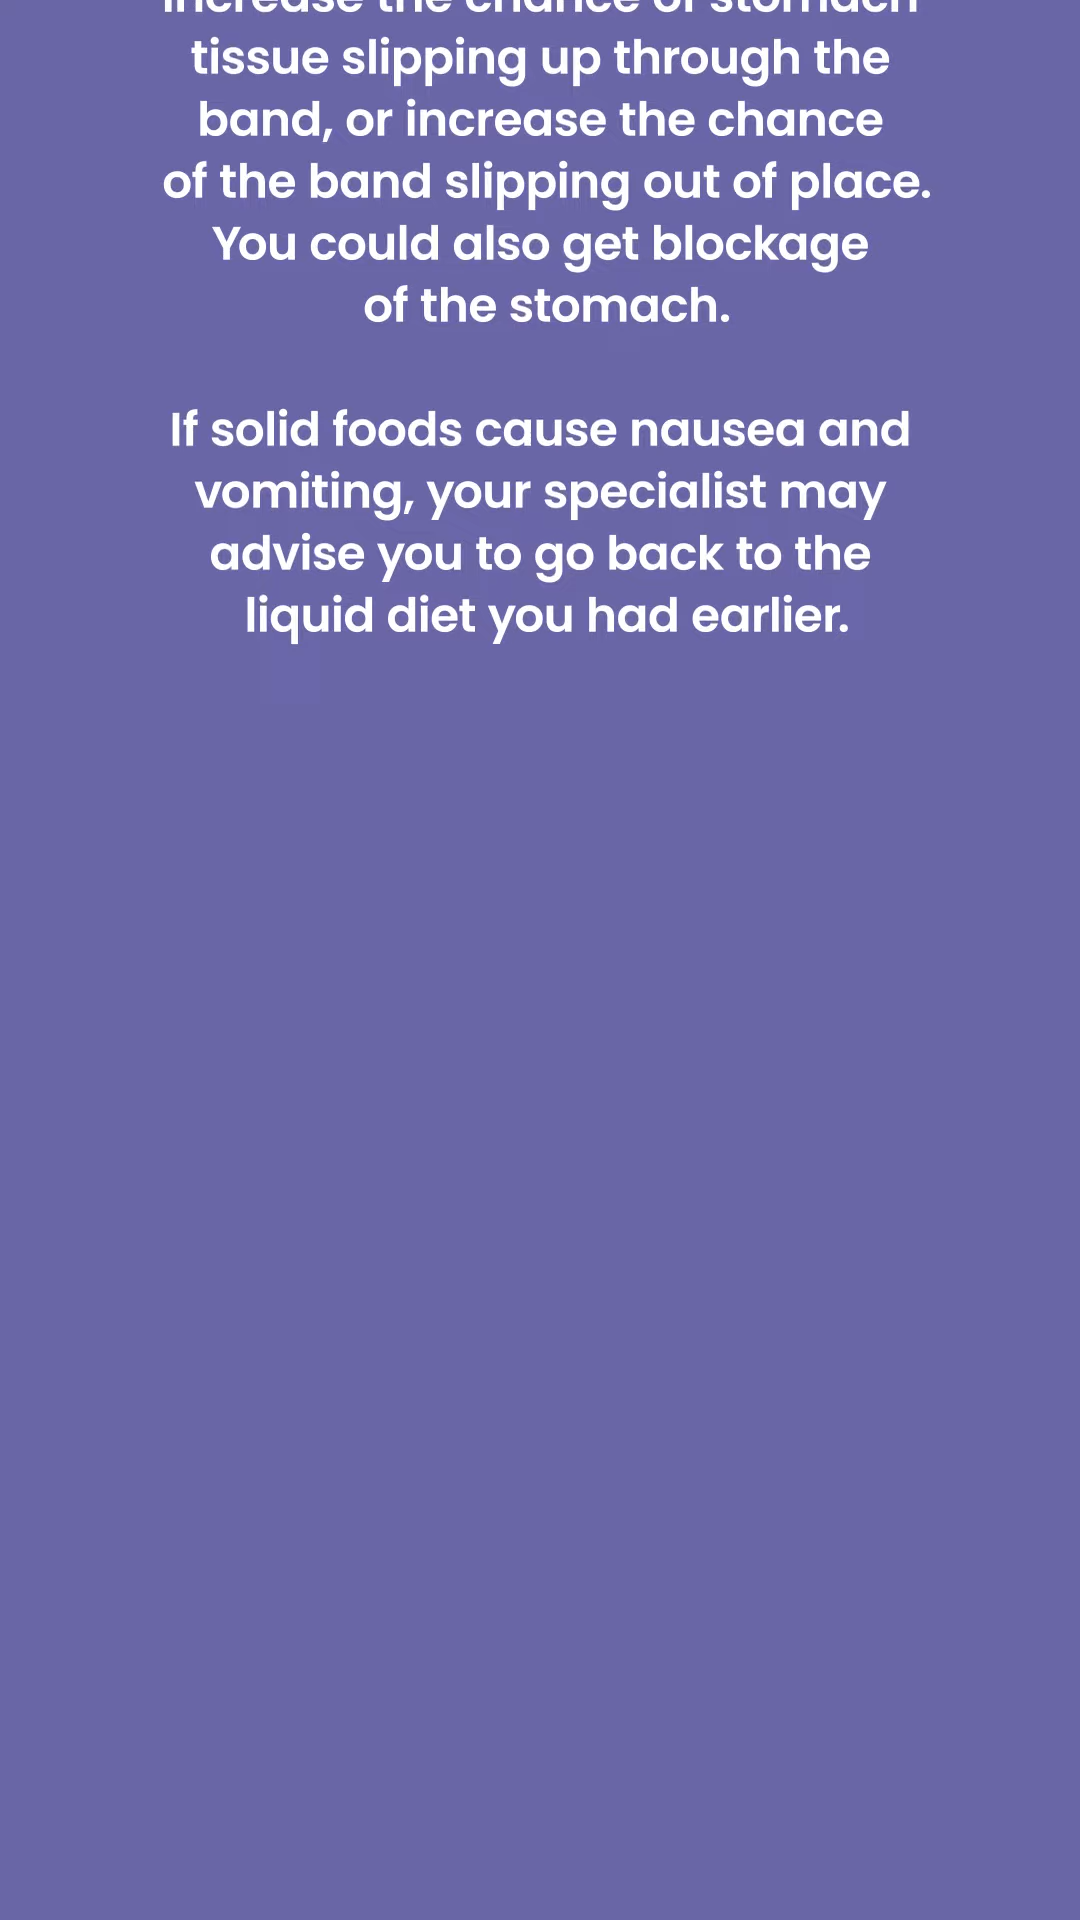 increase the chance of stomach
tissue slipping up through the
band, or increase the chance
of the band slipping out of place.
You could also get blockage
of the stomach.
If solid foods cause nausea and
vomiting, your specialist may
advise you to go back to the
liquid diet you had earlier.